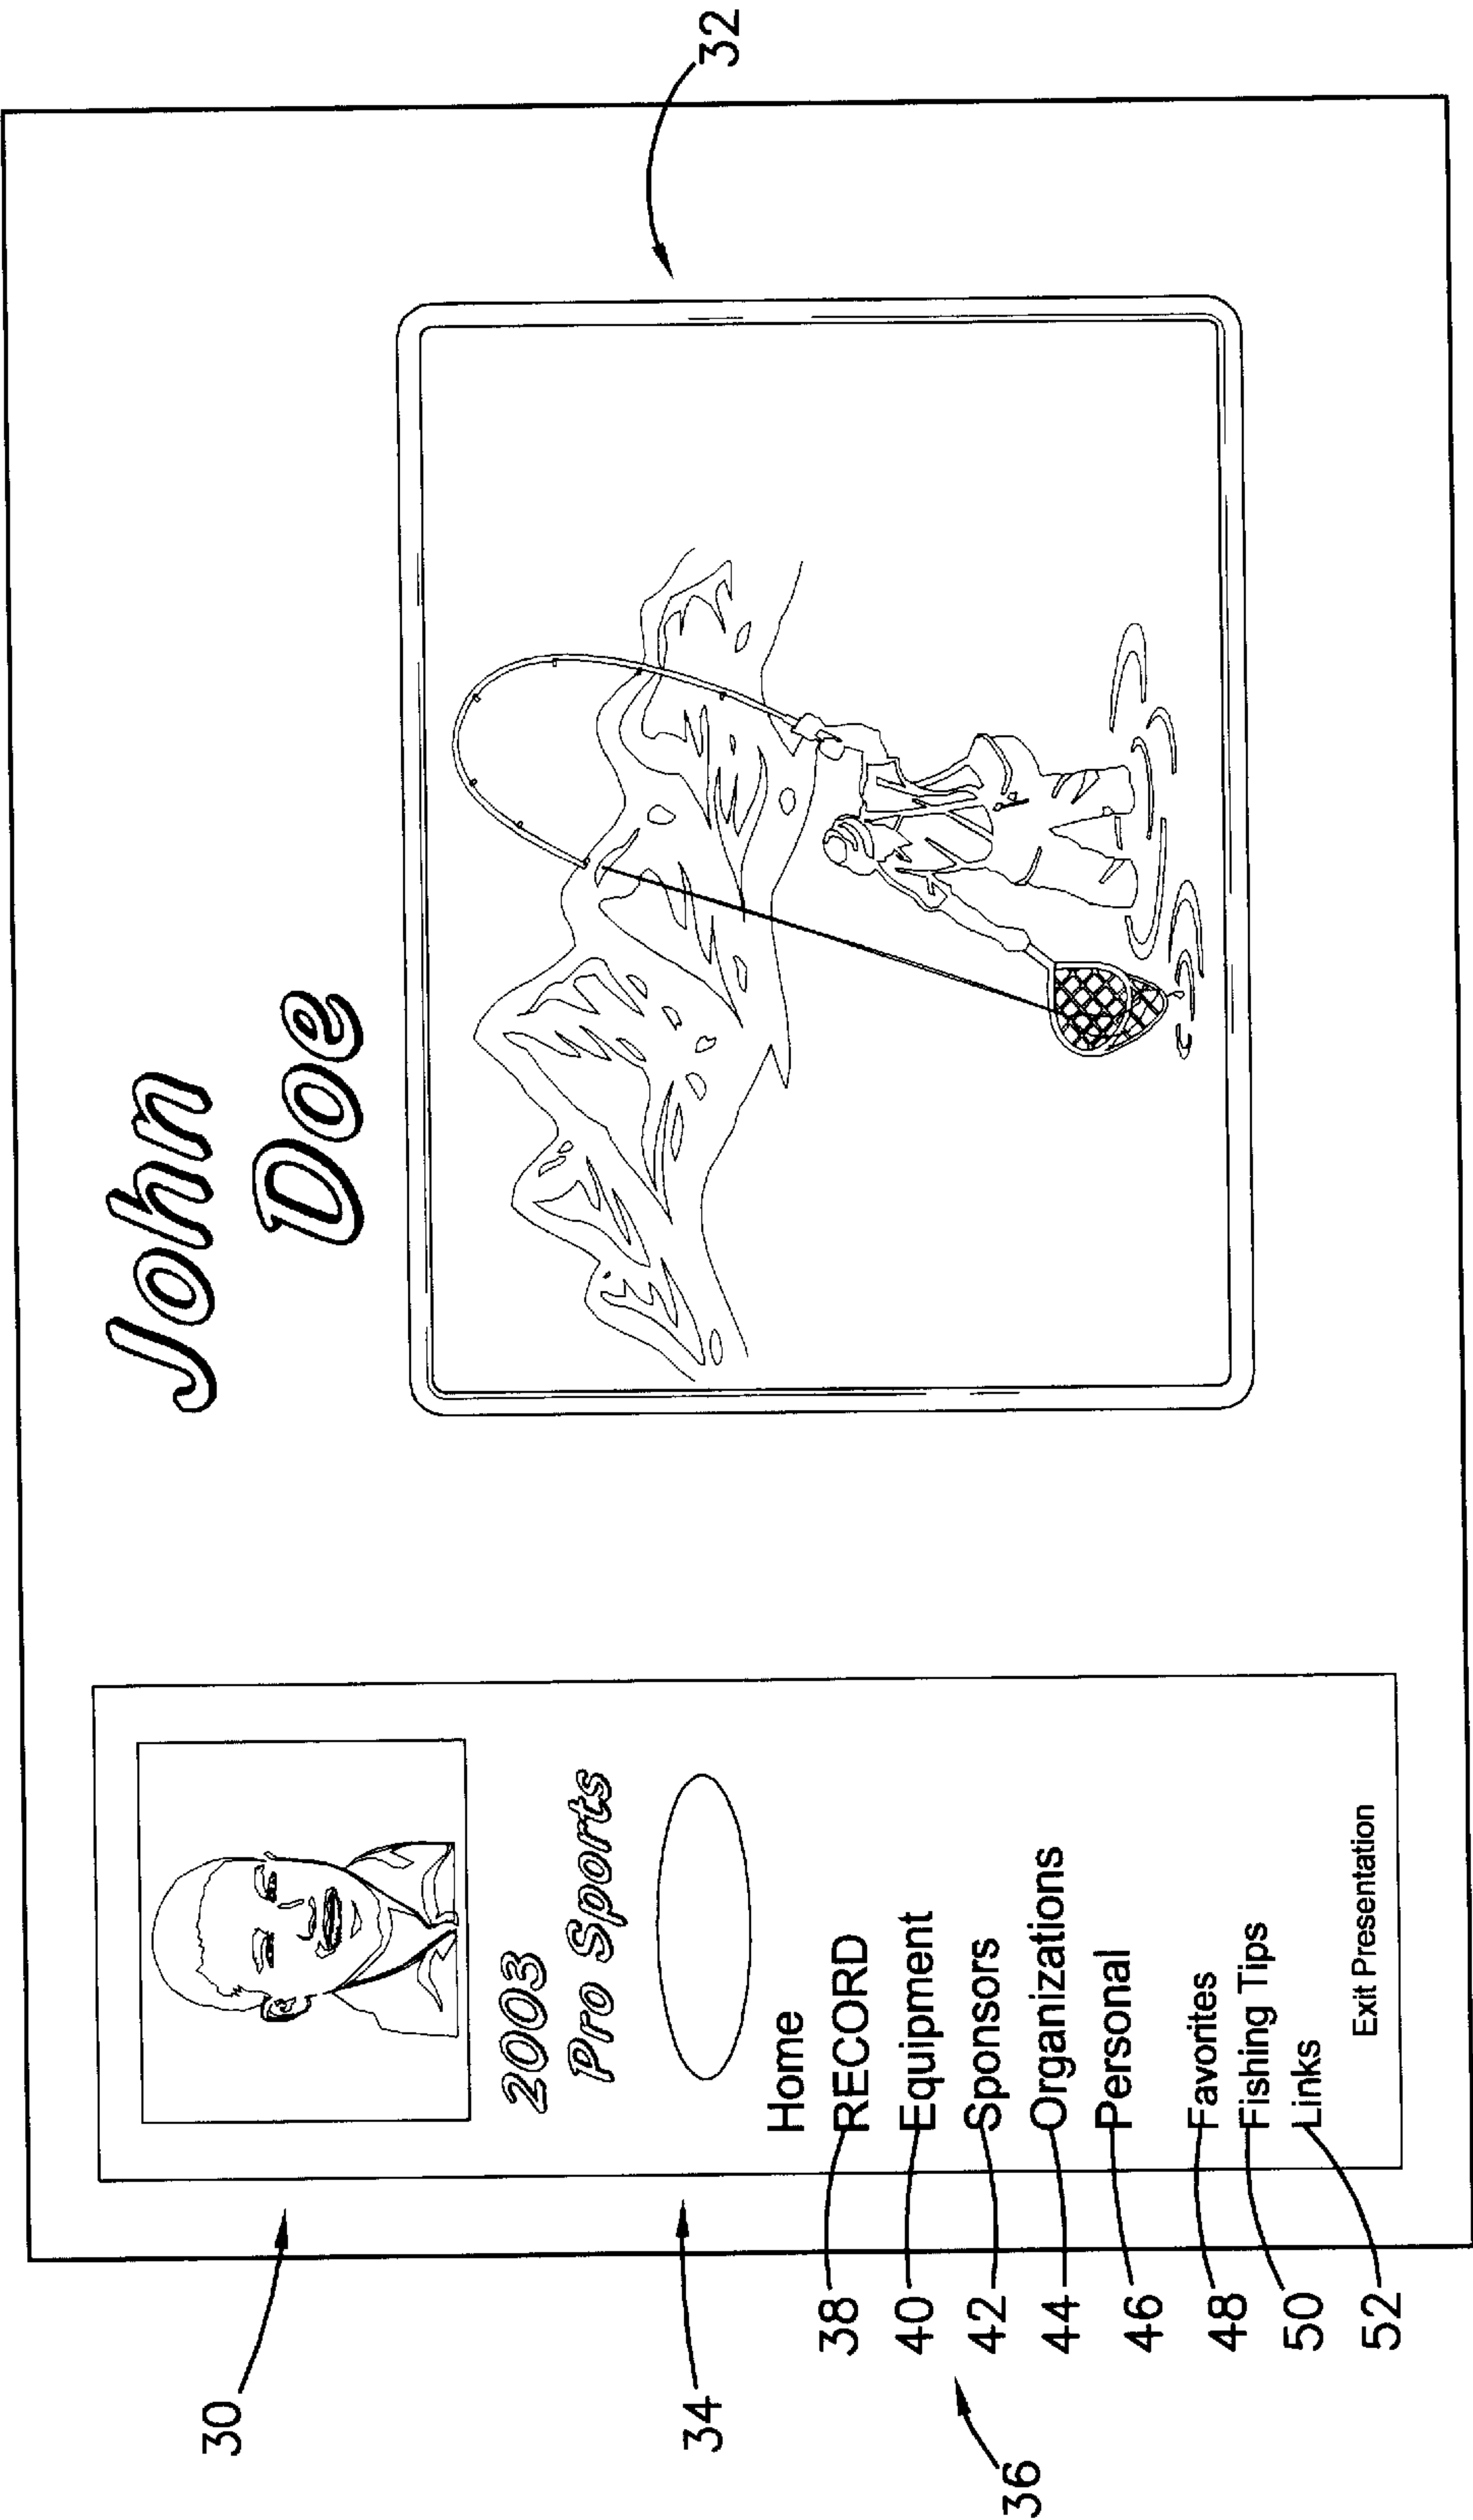 John
Doe
32
30
2003
Pro Sports
34
Home
38 RECORD
40 Equipment
42 Sponsors
44 Organizations
46 Personal
36
48 Favorites
50 Fishing Tips
52 Links
Exit Presentation